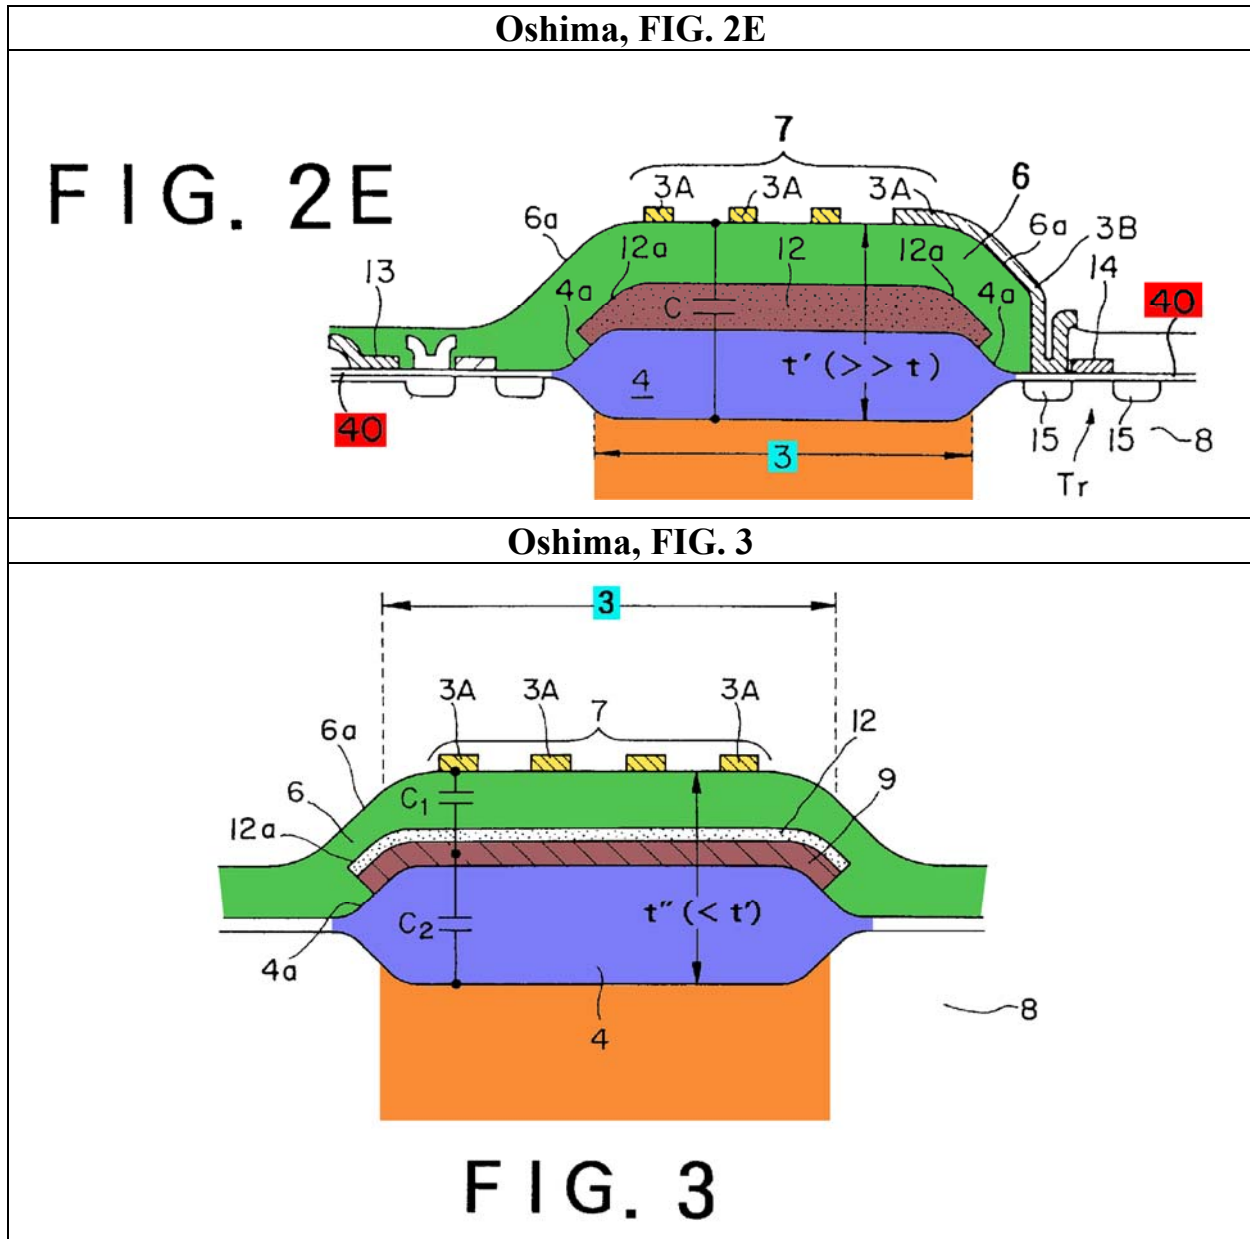 Oshima, FIG. 2E
FIG. 2E
7
3A 3A 3A 6
6a 6a 3B
13 12a 12 12a 14
4a 4a 40
C
4 t' (>> t)
40 15 15 8
3 Tr
Oshima, FIG. 3
3
3A 3A 7 3A 12
6a 9
C1
6
12a
t'' (< t')
C2
4a
4 8
FIG. 3